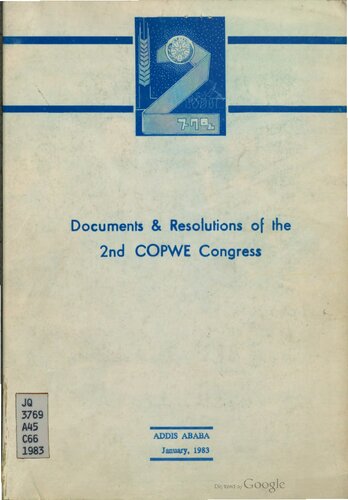 Documents & Resolutions of the
2nd COPWE Congress
JQ
3769
A45
C66
1983
ADDIS ABABA
January, 1983
Digitized by Google